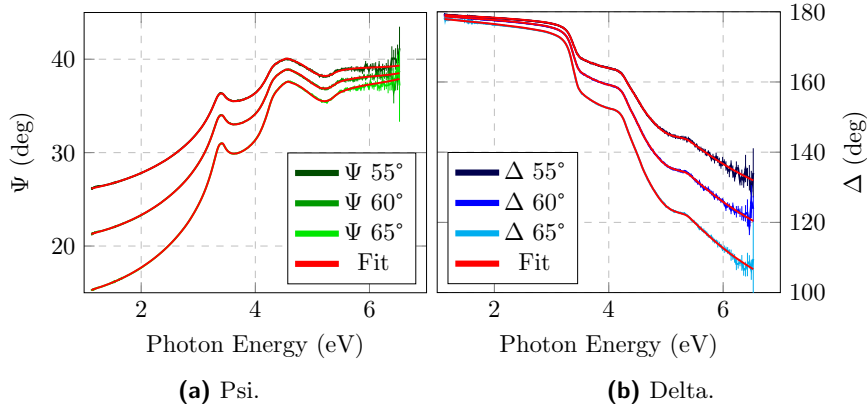 40
30
20
Ψ (deg)
Ψ 55°
Ψ 60°
Ψ 65°
Fit
2
4
6
Photon Energy (eV)
(a) Psi.
180
160
140
120
100
Δ (deg)
Δ 55°
Δ 60°
Δ 65°
Fit
2
4
6
Photon Energy (eV)
(b) Delta.